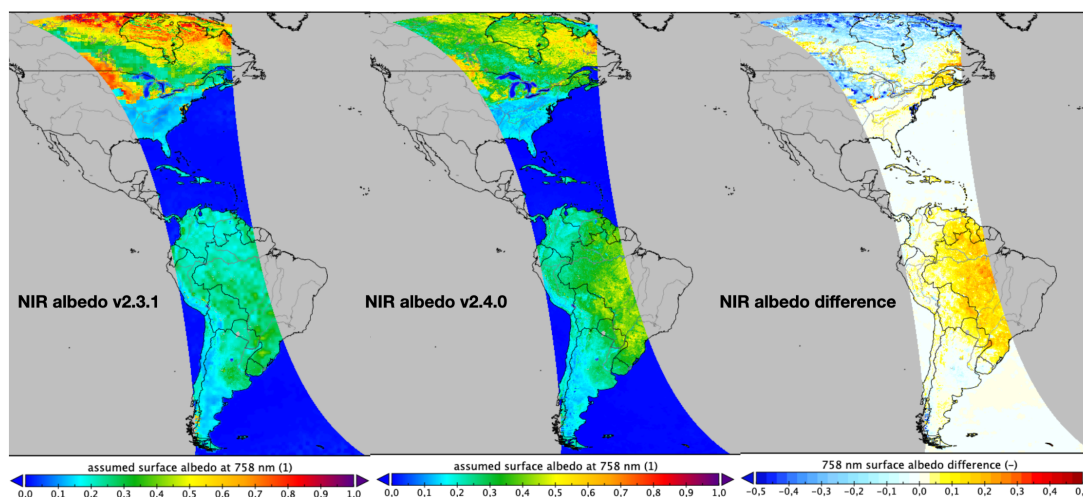 NIR albedo v2.3.1
NIR albedo v2.4.0
NIR albedo difference
assumed surface albedo at 758 nm (1)
0.0 0.1 0.2 0.3 0.4 0.5 0.6 0.7 0.8 0.9 1.0
assumed surface albedo at 758 nm (1)
0.0 0.1 0.2 0.3 0.4 0.5 0.6 0.7 0.8 0.9 1.0
758 nm surface albedo difference (-)
-0.5 -0.4 -0.3 -0.2 -0.1 0.0 0.1 0.2 0.3 0.4